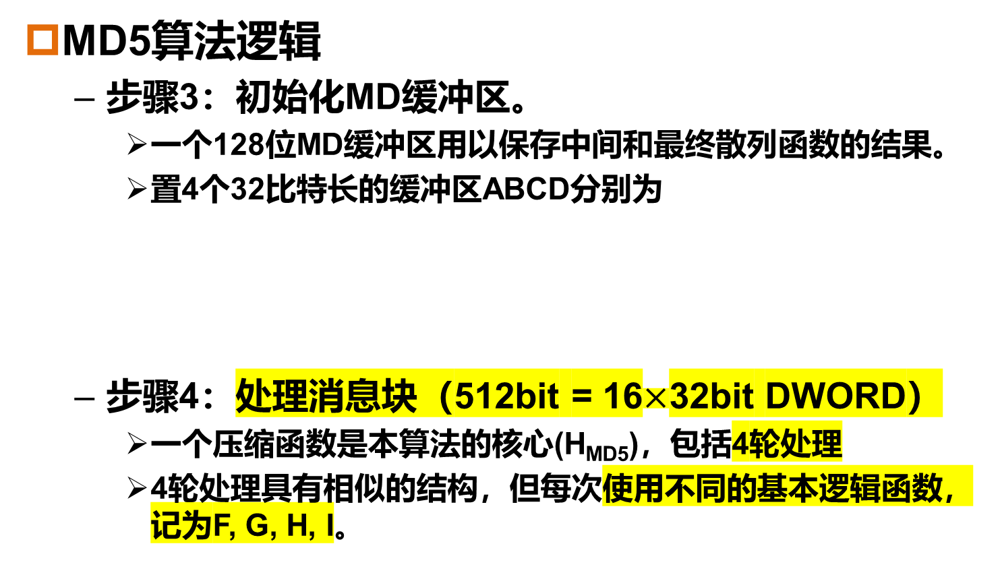 MD5算法逻辑
– 步骤3：初始化MD缓冲区。
➢一个128位MD缓冲区用以保存中间和最终散列函数的结果。
➢置4个32比特长的缓冲区ABCD分别为
– 步骤4：处理消息块（512bit = 16×32bit DWORD）
➢一个压缩函数是本算法的核心(HMD5)，包括4轮处理
➢4轮处理具有相似的结构，但每次使用不同的基本逻辑函数，
记为F, G, H, I。